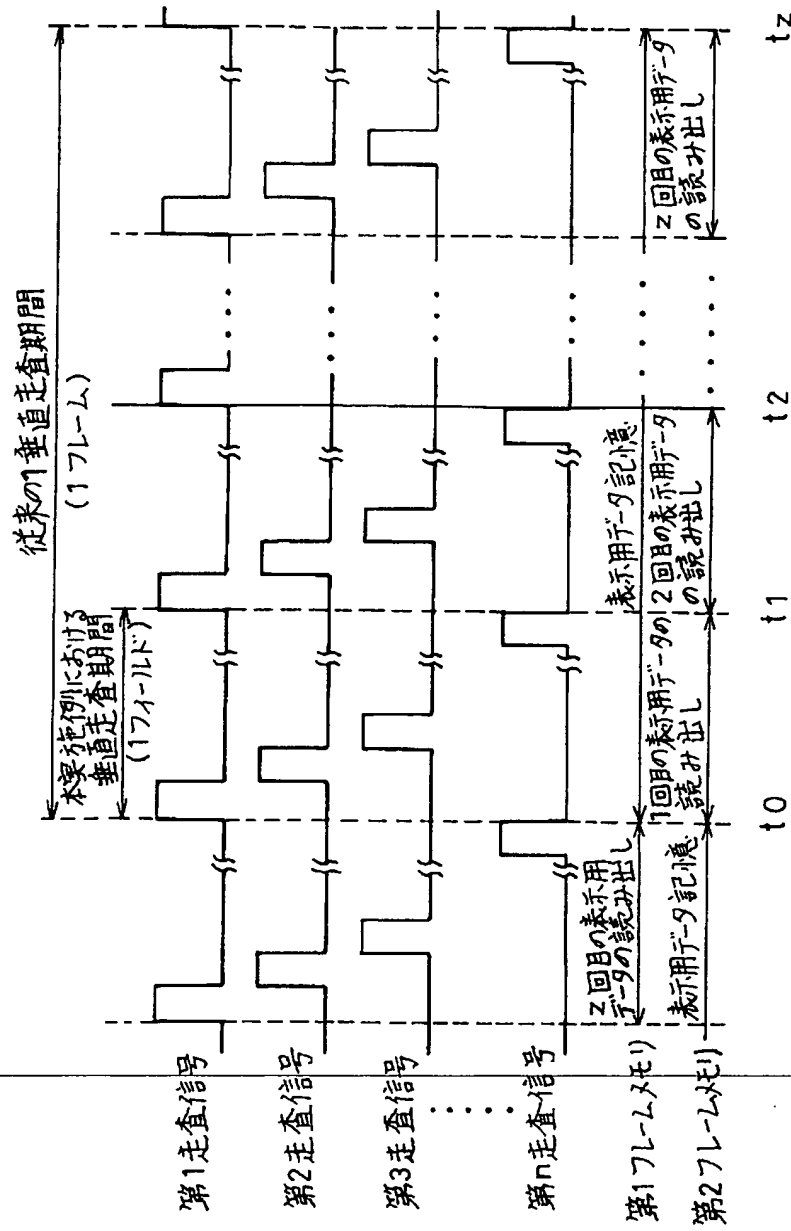 従来の1垂直走査期間
(1フレーム)
本実施例における
垂直走査期間
(1フィールド)
第1走査信号
第2走査信号
第3走査信号
・・・・・
第n走査信号
第1フレームメモリ
z回目の表示用
データの読み出し
表示用データ記憶
第2フレームメモリ
表示用データ記憶
1回目の表示用データの
読み出し
2回目の表示用データ
の読み出し
z回目の表示用データ
の読み出し
t0
t1
t2
tz